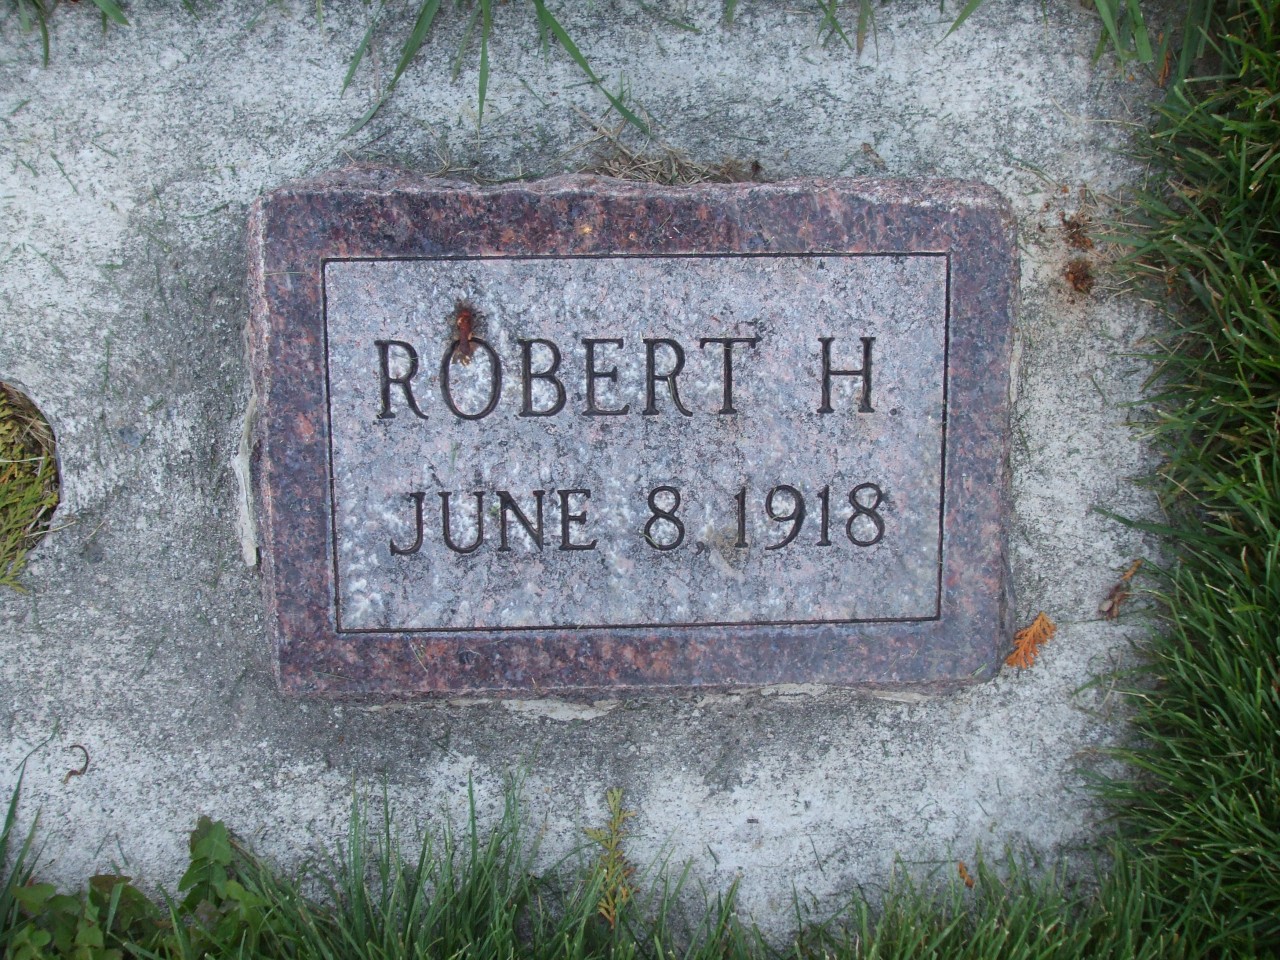 ROBERT H.
JUNE 8, 1918